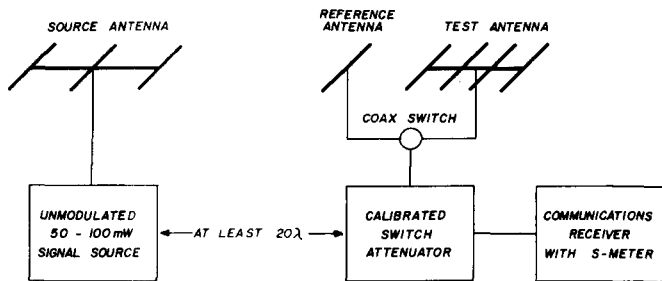 SOURCE ANTENNA
REFERENCE
ANTENNA
TEST ANTENNA
COAX SWITCH
UNMODULATED
50 - 100mW
SIGNAL SOURCE
AT LEAST 20λ
CALIBRATED
SWITCH
ATTENUATOR
COMMUNICATIONS
RECEIVER
WITH S-METER